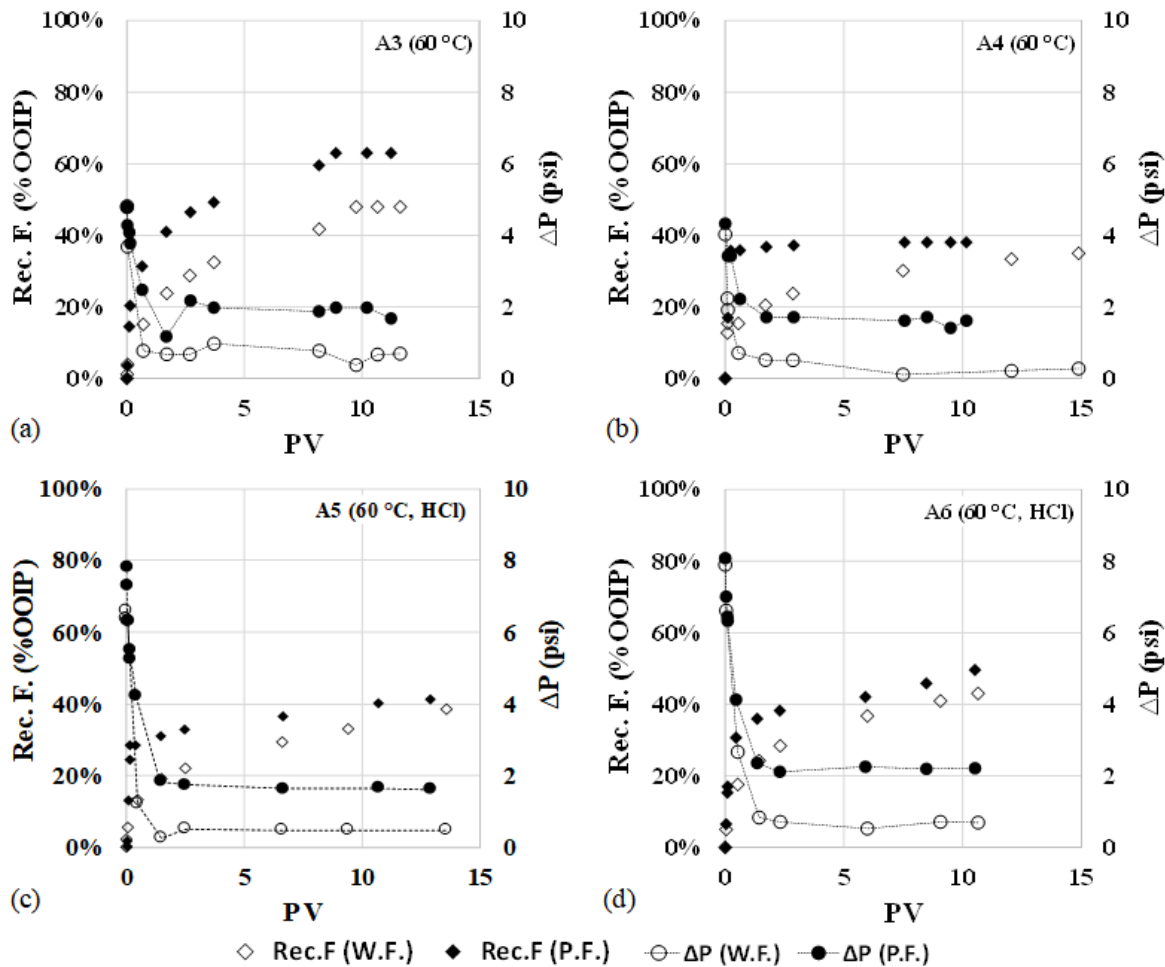 100% 10
A3 (60 °C)
80% 8
60% 6
40% 4
20% 2
0% 0
0 5 10 15
Rec. F. (%OOIP)
△P (psi)
PV
(a)
100% 10
A4 (60 °C)
80% 8
60% 6
40% 4
20% 2
0% 0
0 5 10 15
Rec. F. (%OOIP)
△P (psi)
PV
(b)
100% 10
A5 (60 °C, HCl)
80% 8
60% 6
40% 4
20% 2
0% 0
0 5 10 15
Rec. F. (%OOIP)
ΔP (psi)
PV
(c)
100% 10
A6 (60 °C, HCl)
80% 8
60% 6
40% 4
20% 2
0% 0
0 5 10 15
Rec. F. (%OOIP)
ΔP (psi)
PV
(d)
Rec.F (W.F.) Rec.F (P.F.) ΔP (W.F.) ΔP (P.F.)